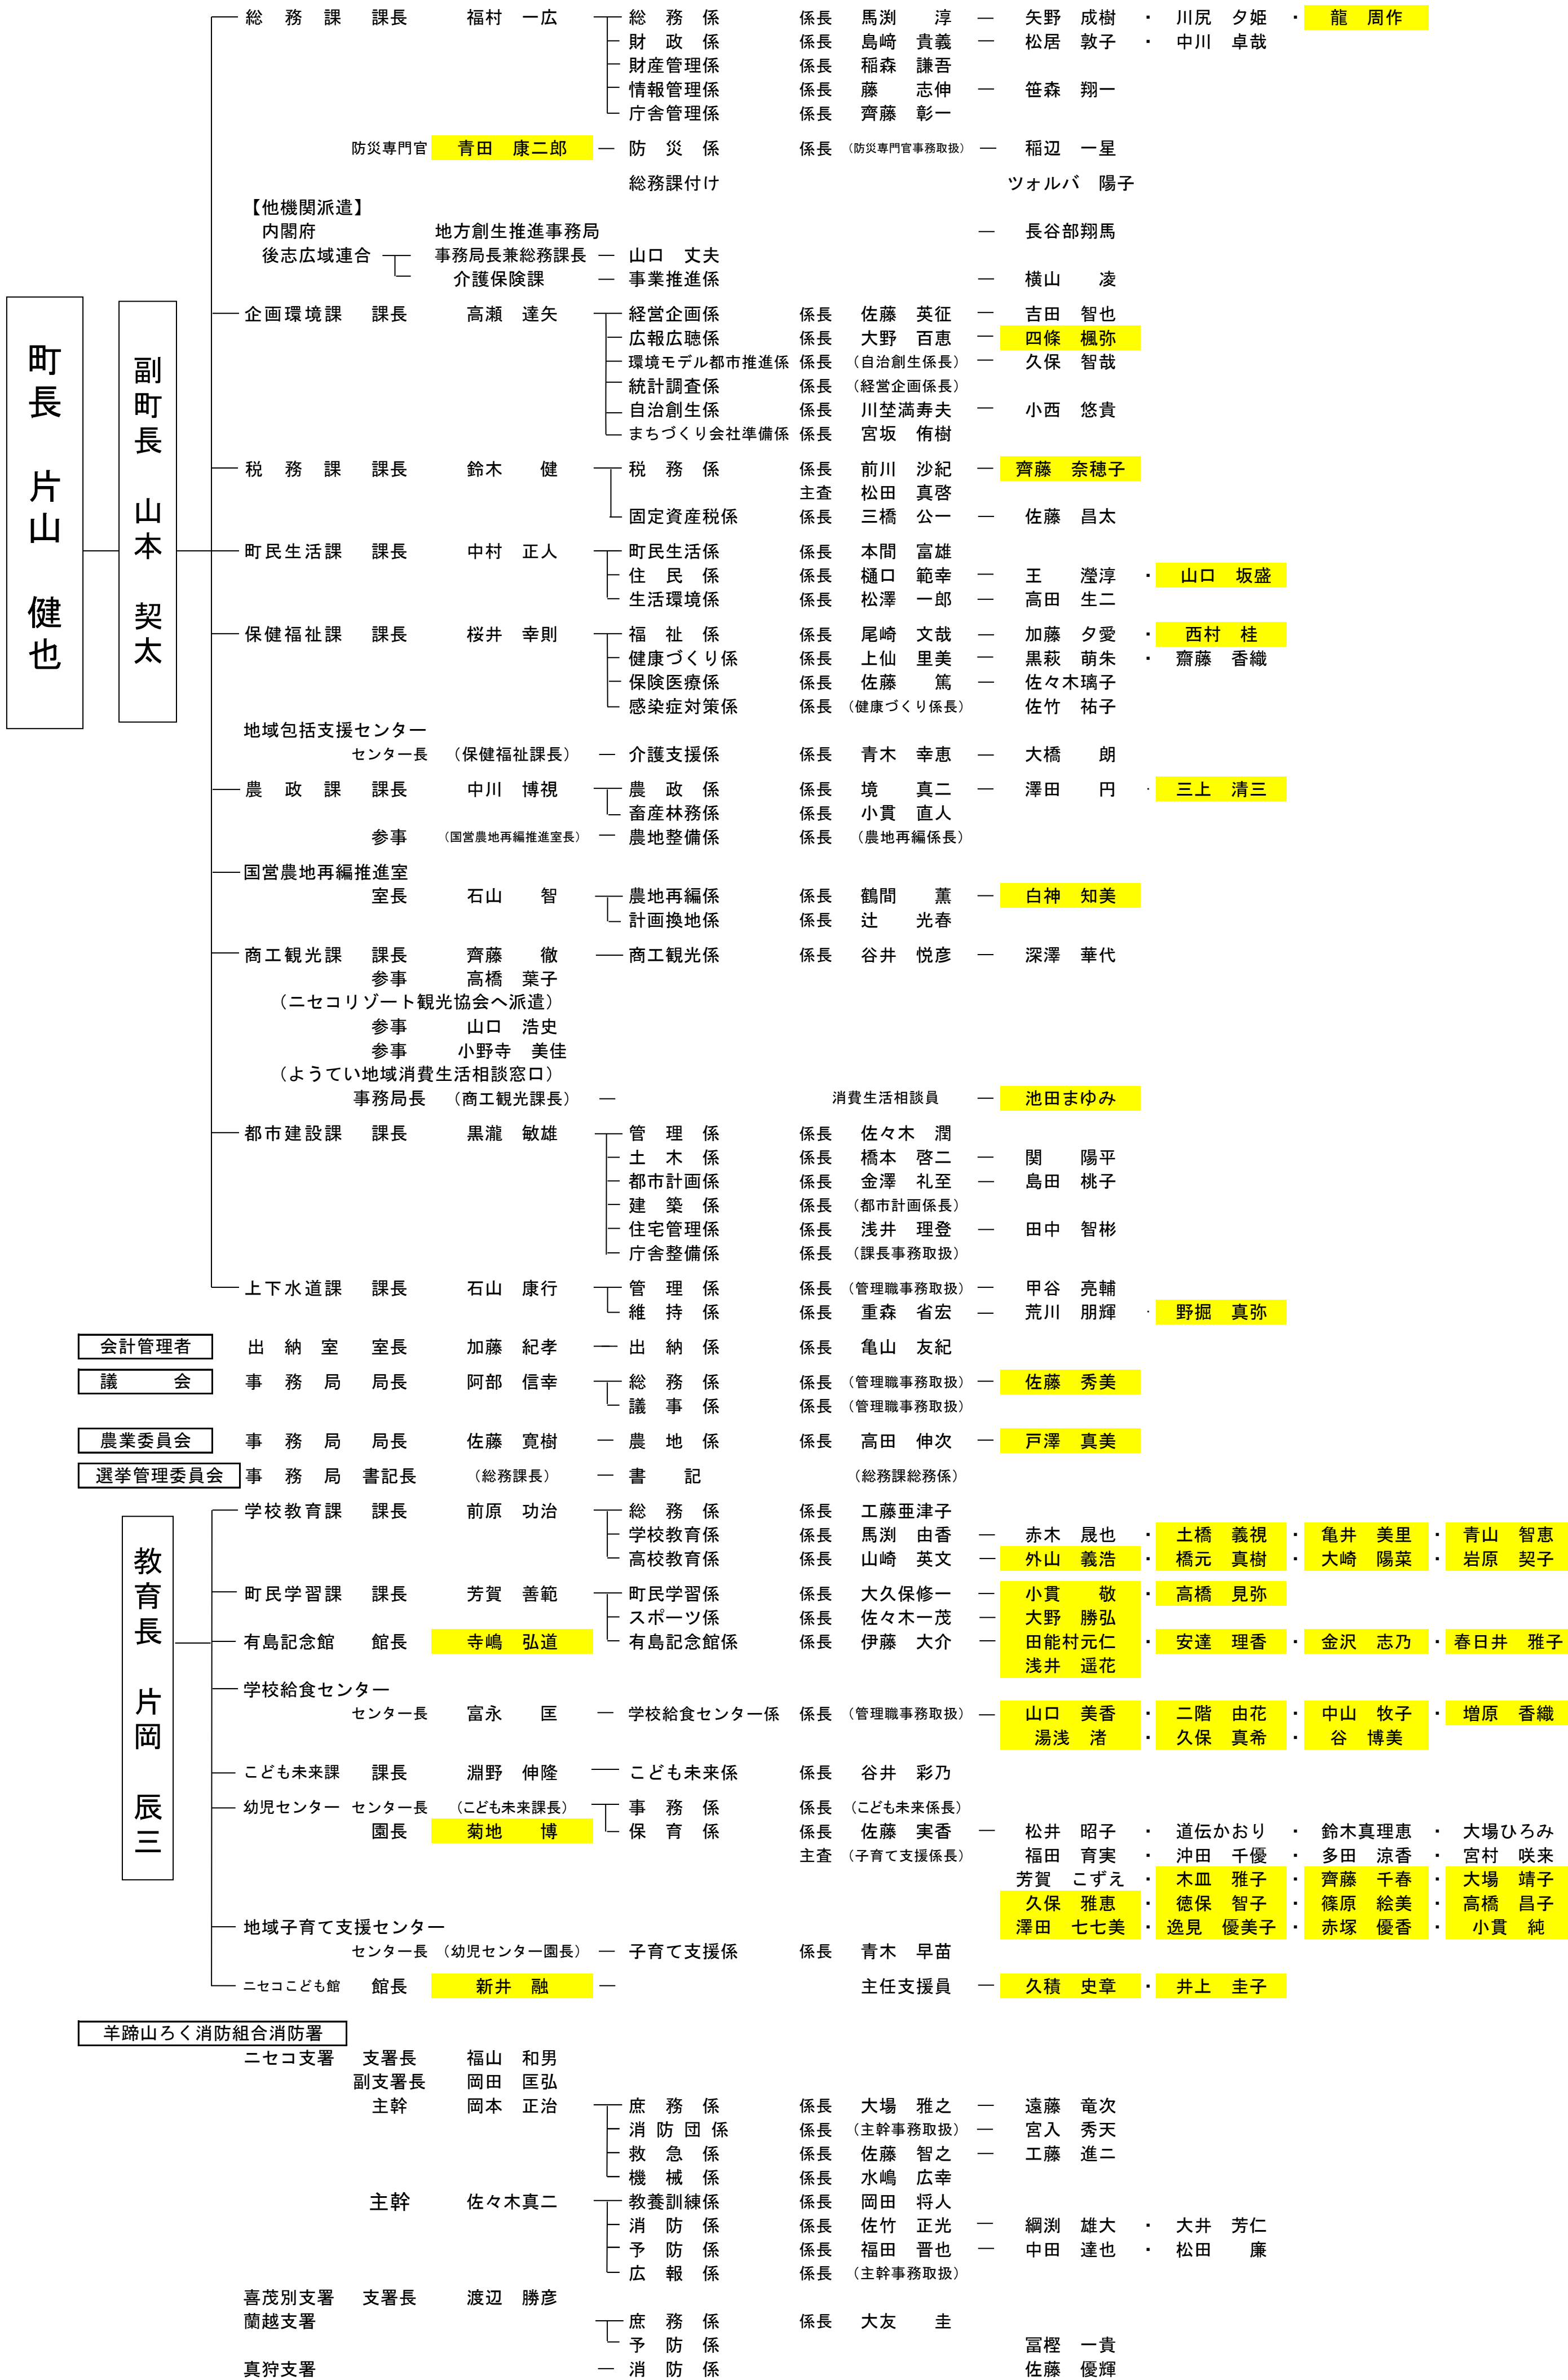 総務課 課長 福村 一広 総務係 係長 馬渕 淳 ― 矢野 成樹 ・ 川尻 夕姫 ・ 龍 周作
財政係 係長 島﨑 貴義 ― 松居 敦子 ・ 中川 卓哉
財産管理係 係長 稲森 謙吾
情報管理係 係長 藤 志伸 ― 笹森 翔一
庁舎管理係 係長 齊藤 彰一
防災専門官 青田 康二郎 ― 防災係 係長 (防災専門官事務取扱) ― 稲辺 一星
総務課付け ツォルバ 陽子
【他機関派遣】
内閣府 地方創生推進事務局 ― 長谷部翔馬
後志広域連合 事務局長兼総務課長 ― 山口 丈夫
介護保険課 ― 事業推進係 ― 横山 凌
町長 片山 健也
副町長 山本 契太
企画環境課 課長 高瀬 達矢 経営企画係 係長 佐藤 英征 ― 吉田 智也
広報広聴係 係長 大野 百恵 ― 四條 楓弥
環境モデル都市推進係 係長 (自治創生係長) ― 久保 智哉
統計調査係 係長 (経営企画係長)
自治創生係 係長 川埜満寿夫 ― 小西 悠貴
まちづくり会社準備係 係長 宮坂 侑樹
税務課 課長 鈴木 健 税務係 係長 前川 沙紀 ― 齊藤 奈穂子
主査 松田 真啓
固定資産税係 係長 三橋 公一 ― 佐藤 昌太
町民生活課 課長 中村 正人 町民生活係 係長 本間 富雄
住民係 係長 樋口 範幸 ― 王 瀅淳 ・ 山口 坂盛
生活環境係 係長 松澤 一郎 ― 高田 生二
保健福祉課 課長 桜井 幸則 福祉係 係長 尾崎 文哉 ― 加藤 夕愛 ・ 西村 桂
健康づくり係 係長 上仙 里美 ― 黒萩 萌朱 ・ 齋藤 香織
保険医療係 係長 佐藤 篤 ― 佐々木璃子
感染症対策係 係長 (健康づくり係長) 佐竹 祐子
地域包括支援センター
センター長 (保健福祉課長) ― 介護支援係 係長 青木 幸恵 ― 大橋 朗
農政課 課長 中川 博視 農政係 係長 境 真二 ― 澤田 円 ・ 三上 清三
畜産林務係 係長 小貫 直人
参事 (国営農地再編推進室長) ― 農地整備係 係長 (農地再編係長)
国営農地再編推進室
室長 石山 智 農地再編係 係長 鶴間 薫 ― 白神 知美
計画換地係 係長 辻 光春
商工観光課 課長 齊藤 徹 ― 商工観光係 係長 谷井 悦彦 ― 深澤 華代
参事 高橋 葉子
(ニセコリゾート観光協会へ派遣)
参事 山口 浩史
参事 小野寺 美佳
(ようてい地域消費生活相談窓口)
事務局長 (商工観光課長) ― 消費生活相談員 ― 池田まゆみ
都市建設課 課長 黒瀧 敏雄 管理係 係長 佐々木 潤
土木係 係長 橋本 啓二 ― 関 陽平
都市計画係 係長 金澤 礼至 ― 島田 桃子
建築係 係長 (都市計画係長)
住宅管理係 係長 浅井 理登 ― 田中 智彬
庁舎整備係 係長 (課長事務取扱)
上下水道課 課長 石山 康行 管理係 係長 (管理職事務取扱) ― 甲谷 亮輔
維持係 係長 重森 省宏 ― 荒川 朋輝 ・ 野掘 真弥
会計管理者 出納室 室長 加藤 紀孝 ― 出納係 係長 亀山 友紀
議会 事務局 局長 阿部 信幸 総務係 係長 (管理職事務取扱) ― 佐藤 秀美
議事係 係長 (管理職事務取扱)
農業委員会 事務局 局長 佐藤 寛樹 ― 農地係 係長 高田 伸次 ― 戸澤 真美
選挙管理委員会 事務局 書記長 (総務課長) ― 書記 (総務課総務係)
教育長 片岡 辰三
学校教育課 課長 前原 功治 総務係 係長 工藤亜津子
学校教育係 係長 馬渕 由香 ― 赤木 晟也 ・ 土橋 義視 ・ 亀井 美里 ・ 青山 智恵
高校教育係 係長 山崎 英文 ― 外山 義浩 ・ 橋元 真樹 ・ 大崎 陽菜 ・ 岩原 契子
町民学習課 課長 芳賀 善範 町民学習係 係長 大久保修一 ― 小貫 敬 ・ 高橋 見弥
スポーツ係 係長 佐々木一茂 ― 大野 勝弘
有島記念館 館長 寺嶋 弘道 有島記念館係 係長 伊藤 大介 ― 田能村元仁 ・ 安達 理香 ・ 金沢 志乃 ・ 春日井 雅子
浅井 遥花
学校給食センター
センター長 富永 匡 ― 学校給食センター係 係長 (管理職事務取扱) ― 山口 美香 ・ 二階 由花 ・ 中山 牧子 ・ 増原 香織
湯浅 渚 ・ 久保 真希 ・ 谷 博美
こども未来課 課長 淵野 伸隆 ― こども未来係 係長 谷井 彩乃
幼児センター センター長 (こども未来課長) 事務係 係長 (こども未来係長)
園長 菊地 博 保育係 係長 佐藤 実香 ― 松井 昭子 ・ 道伝かおり ・ 鈴木真理恵 ・ 大場ひろみ
主査 (子育て支援係長) 福田 育実 ・ 沖田 千優 ・ 多田 涼香 ・ 宮村 咲来
芳賀 こずえ ・ 木皿 雅子 ・ 齊藤 千春 ・ 大場 靖子
久保 雅恵 ・ 徳保 智子 ・ 篠原 絵美 ・ 高橋 昌子
地域子育て支援センター 澤田 七七美 ・ 逸見 優美子 ・ 赤塚 優香 ・ 小貫 純
センター長 (幼児センター園長) ― 子育て支援係 係長 青木 早苗
ニセコこども館 館長 新井 融 ― 主任支援員 ― 久積 史章 ・ 井上 圭子
羊蹄山ろく消防組合消防署
ニセコ支署 支署長 福山 和男
副支署長 岡田 匡弘
主幹 岡本 正治 庶務係 係長 大場 雅之 ― 遠藤 竜次
消防団係 係長 (主幹事務取扱) ― 宮入 秀天
救急係 係長 佐藤 智之 ― 工藤 進ニ
機械係 係長 水嶋 広幸
主幹 佐々木真二 教養訓練係 係長 岡田 将人
消防係 係長 佐竹 正光 ― 綱渕 雄大 ・ 大井 芳仁
予防係 係長 福田 晋也 ― 中田 達也 ・ 松田 廉
広報係 係長 (主幹事務取扱)
喜茂別支署 支署長 渡辺 勝彦
蘭越支署 庶務係 係長 大友 圭
予防係 冨樫 一貴
真狩支署 ― 消防係 佐藤 優輝